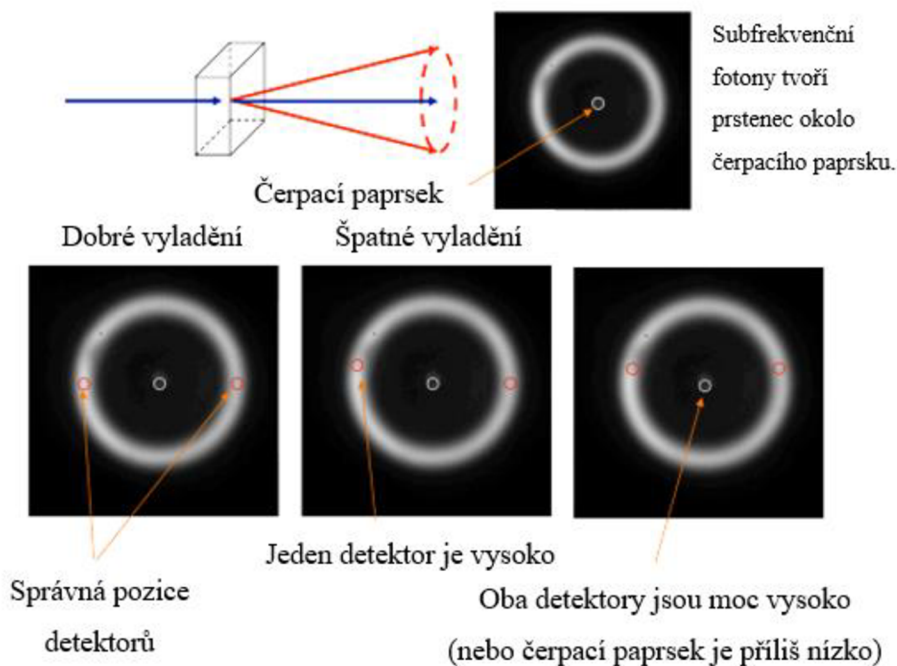 Subfrekvenční
fotony tvoří
prstenec okolo
čerpacího paprsku.
Čerpací paprsek
Dobré vyladění
Špatné vyladění
Jeden detektor je vysoko
Správná pozice
detektorů
Oba detektory jsou moc vysoko
(nebo čerpací paprsek je příliš nízko)